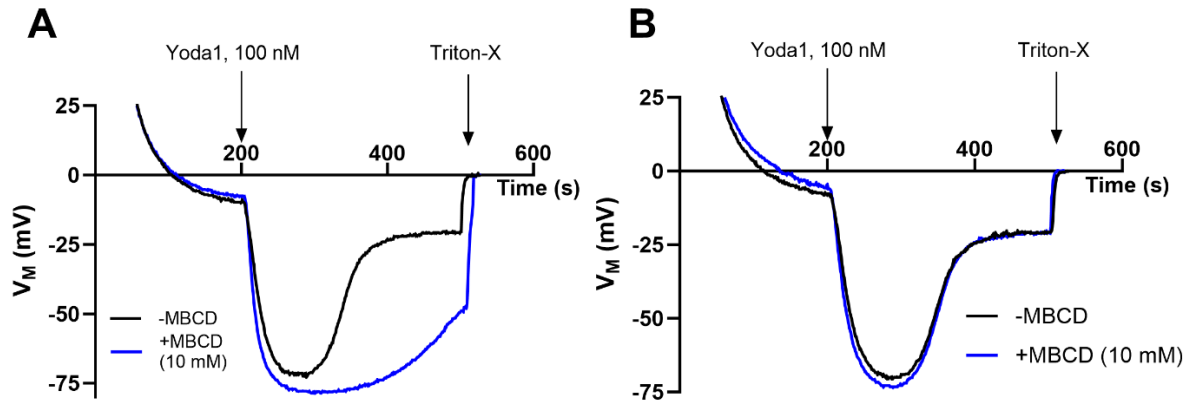 A
Yoda1, 100 nM
Triton-X
25
0
-25
-50
-75
200
400
600
Time (s)
VM (mV)
-MBCD
+MBCD
(10 mM)
B
Yoda1, 100 nM
Triton-X
25
0
-25
-50
-75
200
400
600
Time (s)
VM (mV)
-MBCD
+MBCD (10 mM)